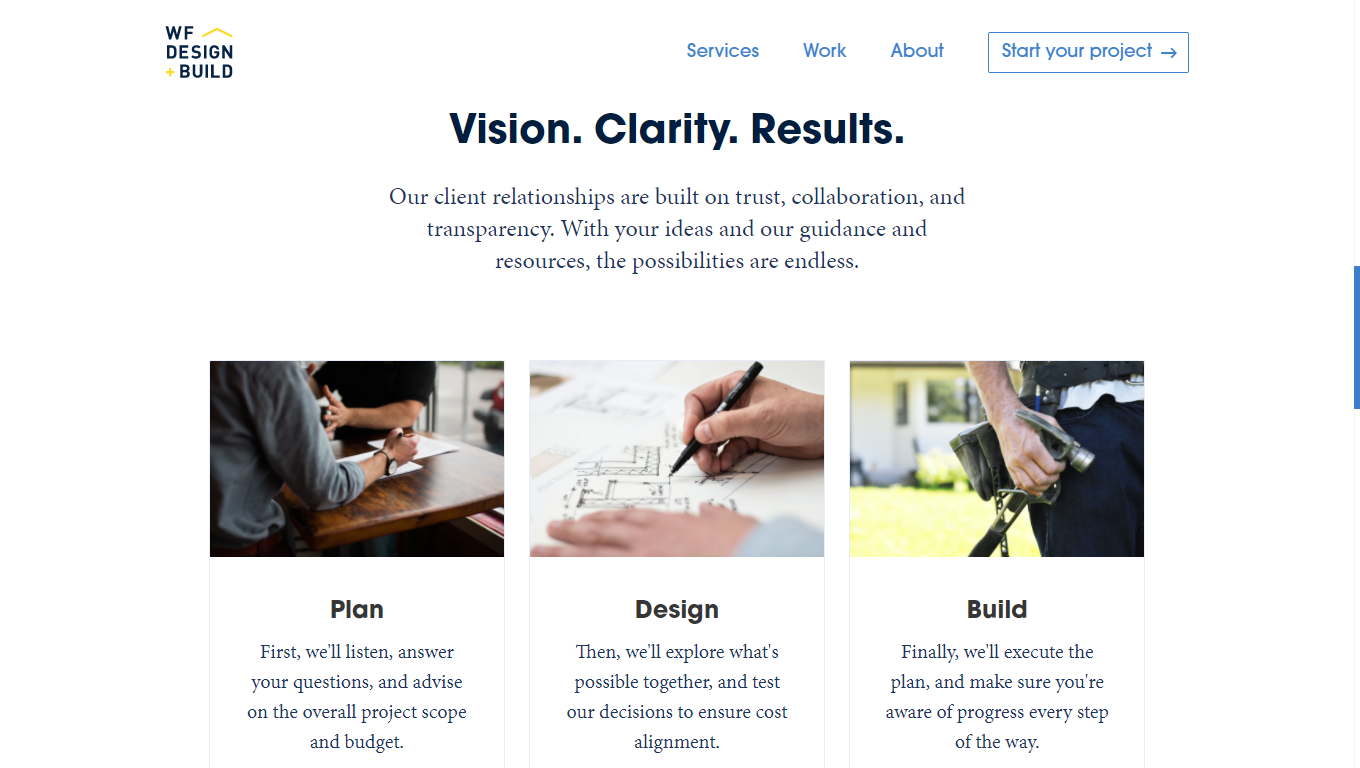 WF
DESIGN
+ BUILD
Services Work About Start your project →
Vision. Clarity. Results.
Our client relationships are built on trust, collaboration, and
transparency. With your ideas and our guidance and
resources, the possibilities are endless.
Plan
First, we'll listen, answer
your questions, and advise
on the overall project scope
and budget.
Design
Then, we'll explore what's
possible together, and test
our decisions to ensure cost
alignment.
Build
Finally, we'll execute the
plan, and make sure you're
aware of progress every step
of the way.